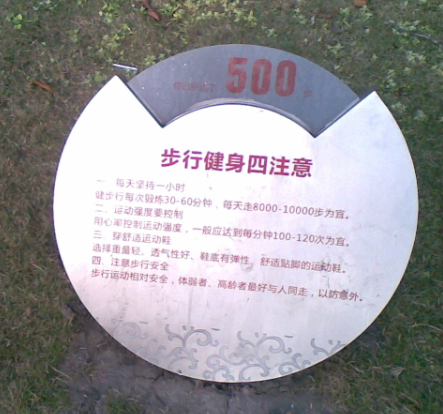 500
步行健身四注意
一 每天坚持一小时
健步行每次锻炼30-60分钟，每天走8000-10000步为宜。
二、运动强度要控制
用心率控制运动强度，一般应达到每分钟100-120次为宜。
三 穿舒适运动鞋
选择重量轻、透气性好、鞋底有弹性，舒适贴脚的运动鞋。
四、注意步行安全
步行运动相对安全，体弱者、高龄者最好与人同走，以防意外。